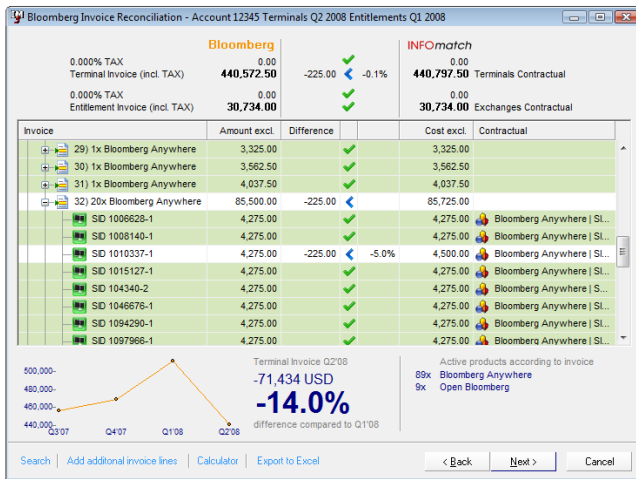 Bloomberg Invoice Reconciliation - Account 12345 Terminals Q2 2008 Entitlements Q1 2008
Bloomberg INFOmatch
0.000% TAX 0.00 0.00
Terminal Invoice (incl. TAX) 440,572.50 -225.00 -0.1% 440,797.50 Terminals Contractual
0.000% TAX 0.00 0.00
Entitlement Invoice (incl. TAX) 30,734.00 30,734.00 Exchanges Contractual
Invoice Amount excl. Difference Cost excl. Contractual
29) 1x Bloomberg Anywhere 3,325.00 3,325.00
30) 1x Bloomberg Anywhere 3,562.50 3,562.50
31) 1x Bloomberg Anywhere 4,037.50 4,037.50
32) 20x Bloomberg Anywhere 85,500.00 -225.00 85,725.00
SID 1006628-1 4,275.00 4,275.00 Bloomberg Anywhere | SI...
SID 1008140-1 4,275.00 4,275.00 Bloomberg Anywhere | SI...
SID 1010337-1 4,275.00 -225.00 -5.0% 4,500.00 Bloomberg Anywhere | SI...
SID 1015127-1 4,275.00 4,275.00 Bloomberg Anywhere | SI...
SID 104340-2 4,275.00 4,275.00 Bloomberg Anywhere | S...
SID 1046676-1 4,275.00 4,275.00 Bloomberg Anywhere | SI...
SID 1094290-1 4,275.00 4,275.00 Bloomberg Anywhere | SI...
SID 1097966-1 4,275.00 4,275.00 Bloomberg Anywhere | SI...
500,000-
480,000-
460,000-
440,000-
Q3'07 Q4'07 Q1'08 Q2'08
Terminal Invoice Q2'08
-71,434 USD
-14.0%
difference compared to Q1'08
Active products according to invoice
89x Bloomberg Anywhere
9x Open Bloomberg
Search | Add additonal invoice lines | Calculator | Export to Excel
< Back Next > Cancel